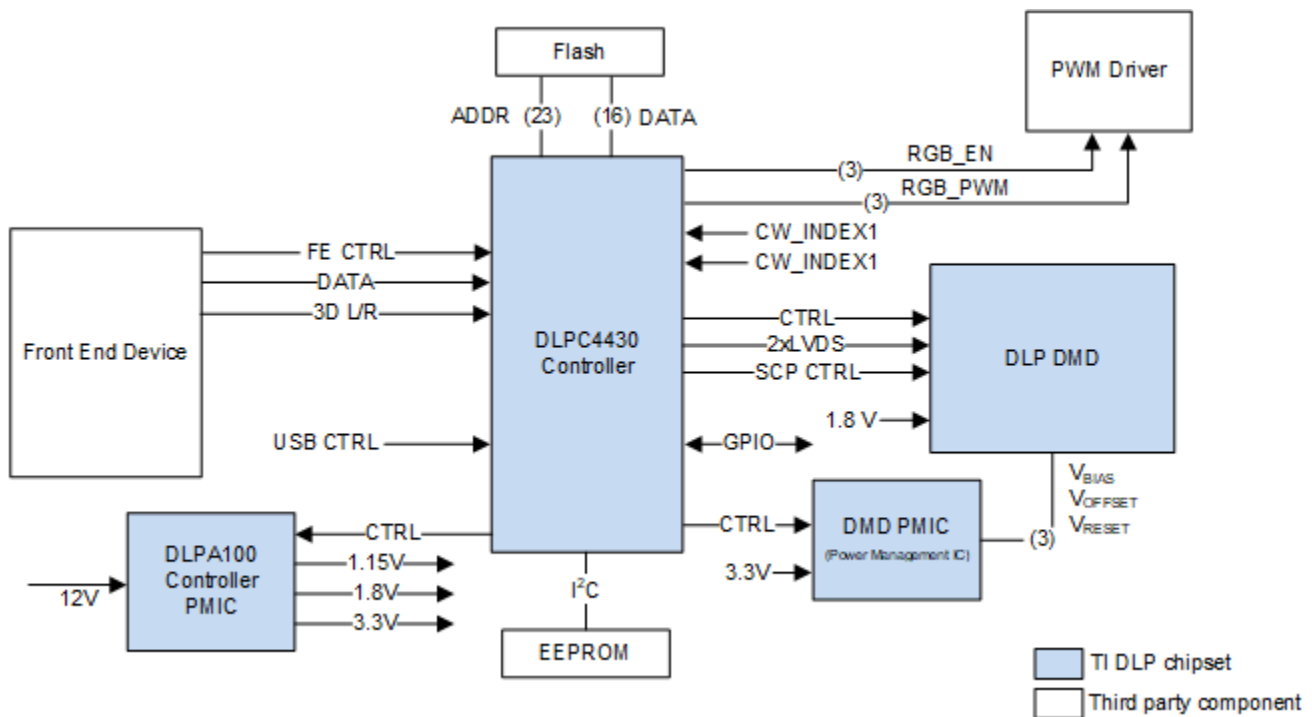 Flash
PWM Driver
ADDR (23) (16) DATA
RGB_EN
(3)
RGB_PWM
(3)
FE CTRL
DATA
3D L/R
Front End Device
USB CTRL
DLPC4430
Controller
CW_INDEX1
CW_INDEX1
CTRL
2xLVDS
SCP CTRL
1.8 V
DLP DMD
GPIO
VBIAS
VOFFSET
VRESET
(3)
CTRL
3.3V
DMD PMIC
(Power Management IC)
12V
DLPA100
Controller
PMIC
CTRL
1.15V
1.8V
3.3V
I²C
EEPROM
TI DLP chipset
Third party component